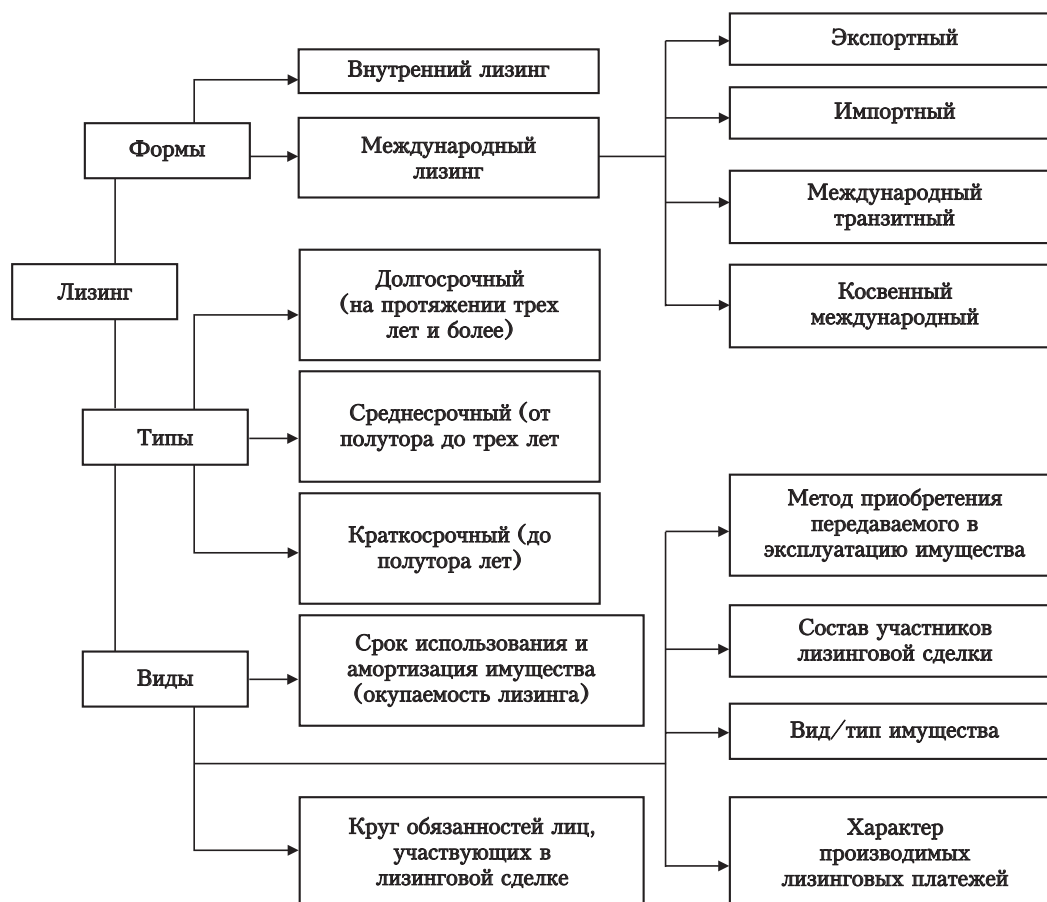 Лизинг
Формы
Внутренний лизинг
Международный
лизинг
Экспортный
Импортный
Международный
транзитный
Косвенный
международный
Типы
Долгосрочный
(на протяжении трех
лет и более)
Среднесрочный (от
полутора до трех лет
Краткосрочный (до
полутора лет)
Виды
Срок использования и
амортизация имущества
(окупаемость лизинга)
Круг обязанностей лиц,
участвующих в
лизинговой сделке
Метод приобретения
передаваемого в
эксплуатацию имущества
Состав участников
лизинговой сделки
Вид/тип имущества
Характер
производимых
лизинговых платежей